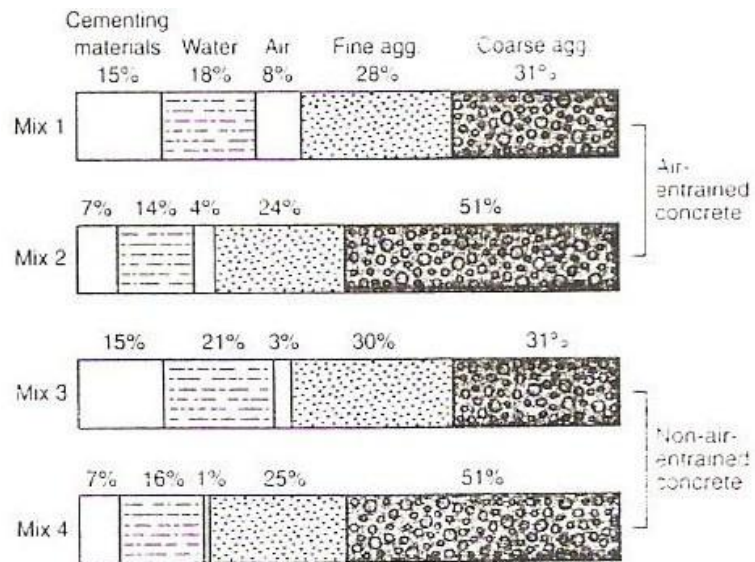 Cementing
materials Water Air Fine agg. Coarse agg.
15% 18% 8% 28% 31%
Mix 1
Air-
entrained
concrete
7% 14% 4% 24% 51%
Mix 2
15% 21% 3% 30% 31%
Mix 3
Non-air-
entrained
concrete
7% 16% 1% 25% 51%
Mix 4